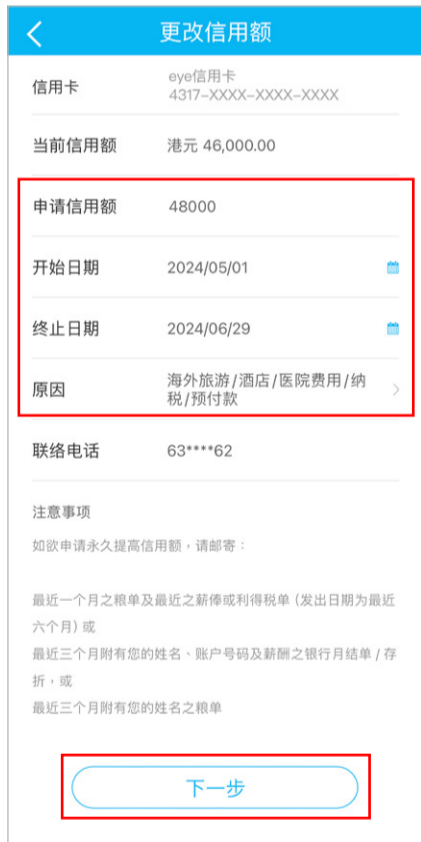 更改信用额
信用卡
eye信用卡
4317-XXXX-XXXX-XXXX
当前信用额 港元 46,000.00
申请信用额 48000
开始日期 2024/05/01
终止日期 2024/06/29
原因
海外旅游/酒店/医院费用/纳
税/预付款
联络电话 63****62
注意事项
如欲申请永久提高信用额，请邮寄：
最近一个月之粮单及最近之薪俸或利得税单 (发出日期为最近
六个月) 或
最近三个月附有您的姓名、账户号码及薪酬之银行月结单 / 存
折，或
最近三个月附有您的姓名之粮单
下一步